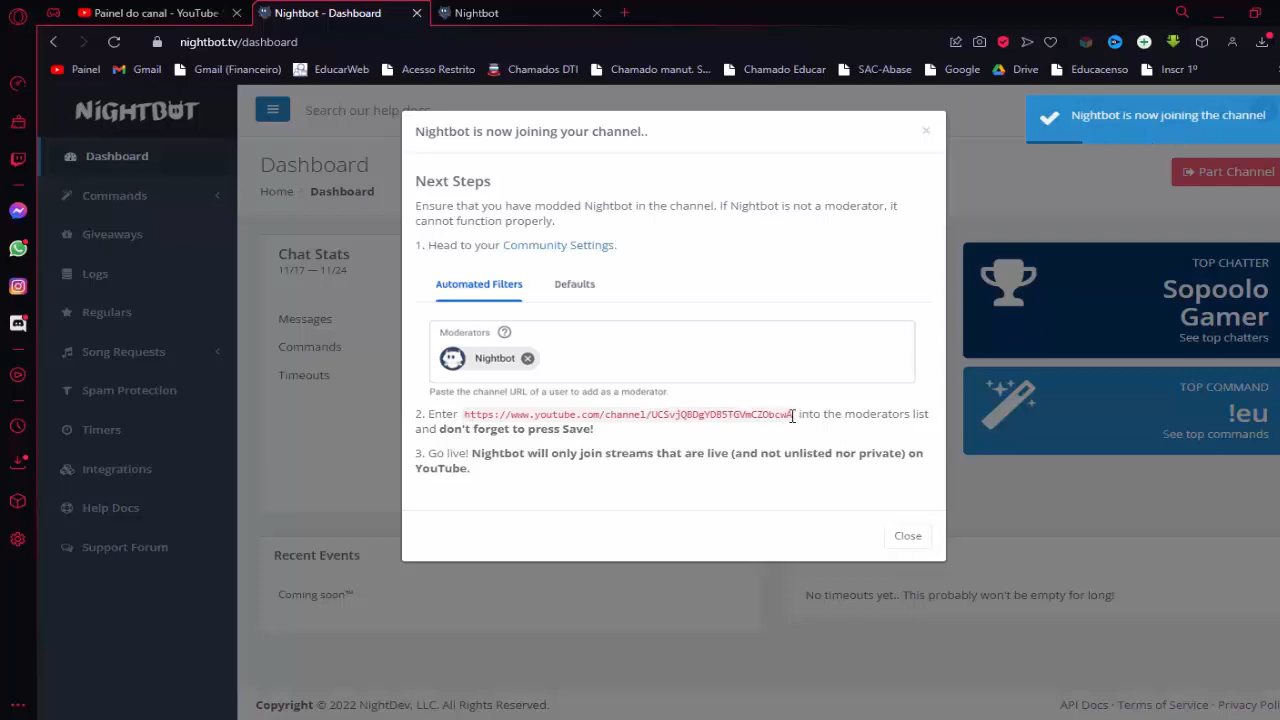 Painel do canal - YouTube
Nightbot - Dashboard
Nightbot
nightbot.tv/dashboard
Painel
Gmail
Gmail (Financeiro)
EducarWeb
Acesso Restrito
Chamados DTI
Chamado manut. S...
Chamado Educar
SAC-Abase
Google
Drive
Educacenso
Inscr 1º
NIGHTBOT
Search our help docs
Nightbot is now joining the channel
Dashboard
Commands
Giveaways
Logs
Regulars
Song Requests
Spam Protection
Timers
Integrations
Help Docs
Support Forum
Dashboard
Home
Dashboard
Part Channel
Chat Stats
11/17 — 11/24
Messages
Commands
Timeouts
Nightbot is now joining your channel..
Next Steps
Ensure that you have modded Nightbot in the channel. If Nightbot is not a moderator, it
cannot function properly.
1. Head to your Community Settings.
Automated Filters
Defaults
Moderators
Nightbot
Paste the channel URL of a user to add as a moderator.
2. Enter https://www.youtube.com/channel/UCSvjQBDgYDB5TGVmCZObcwA into the moderators list
and don't forget to press Save!
3. Go live! Nightbot will only join streams that are live (and not unlisted nor private) on
YouTube.
Close
TOP CHATTER
Sopoolo
Gamer
See top chatters
TOP COMMAND
!eu
See top commands
Recent Events
Coming soon™
No timeouts yet.. This probably won't be empty for long!
Copyright © 2022 NightDev, LLC. All Rights Reserved.
API Docs · Terms of Service · Privacy Poli